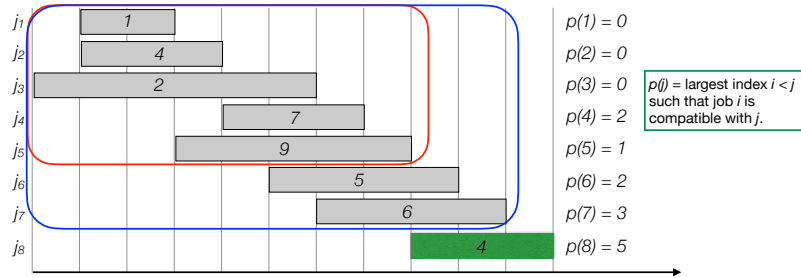 j1 1 p(1) = 0
j2 4 p(2) = 0
j3 2 p(3) = 0
p(j) = largest index i < j
such that job i is
compatible with j.
j4 7 p(4) = 2
j5 9 p(5) = 1
j6 5 p(6) = 2
j7 6 p(7) = 3
j8 4 p(8) = 5